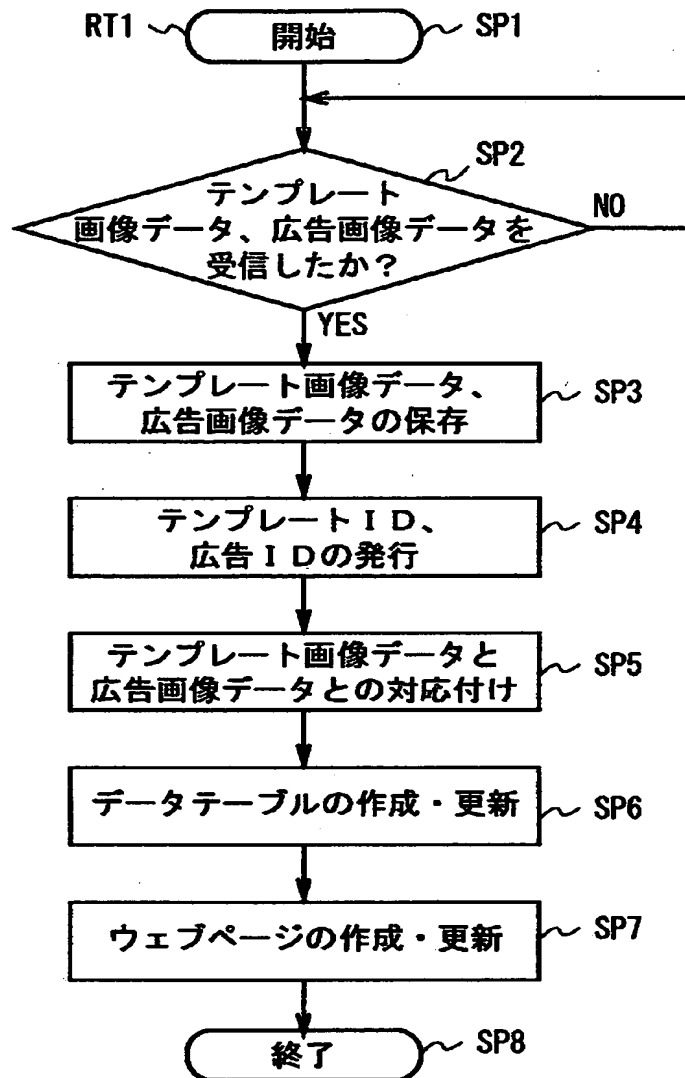 RT1 開始 SP1
SP2
テンプレート
画像データ、広告画像データを
受信したか?
NO
YES
テンプレート画像データ、
広告画像データの保存
SP3
テンプレートID、
広告IDの発行
SP4
テンプレート画像データと
広告画像データとの対応付け
SP5
データテーブルの作成・更新
SP6
ウェブページの作成・更新
SP7
終了
SP8